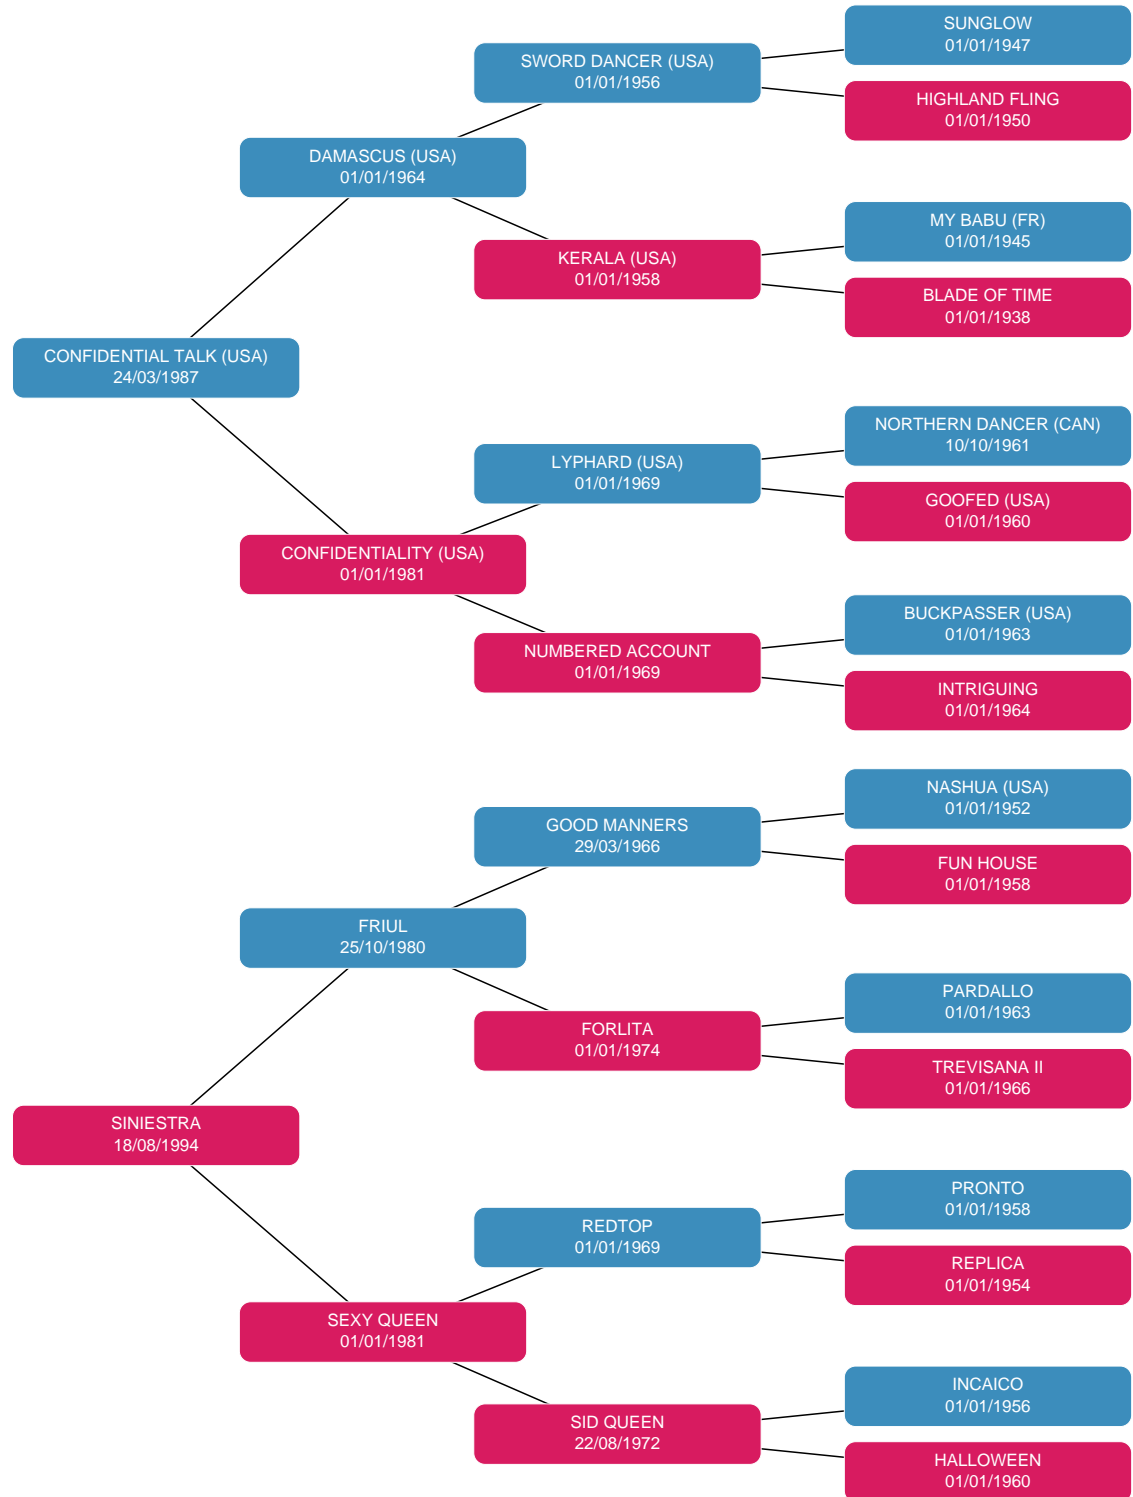 SUNGLOW
01/01/1947
SWORD DANCER (USA)
01/01/1956
HIGHLAND FLING
01/01/1950
DAMASCUS (USA)
01/01/1964
MY BABU (FR)
01/01/1945
KERALA (USA)
01/01/1958
BLADE OF TIME
01/01/1938
CONFIDENTIAL TALK (USA)
24/03/1987
NORTHERN DANCER (CAN)
10/10/1961
LYPHARD (USA)
01/01/1969
GOOFED (USA)
01/01/1960
CONFIDENTIALITY (USA)
01/01/1981
BUCKPASSER (USA)
01/01/1963
NUMBERED ACCOUNT
01/01/1969
INTRIGUING
01/01/1964
NASHUA (USA)
01/01/1952
GOOD MANNERS
29/03/1966
FUN HOUSE
01/01/1958
FRIUL
25/10/1980
PARDALLO
01/01/1963
FORLITA
01/01/1974
TREVISANA II
01/01/1966
SINIESTRA
18/08/1994
PRONTO
01/01/1958
REDTOP
01/01/1969
REPLICA
01/01/1954
SEXY QUEEN
01/01/1981
INCAICO
01/01/1956
SID QUEEN
22/08/1972
HALLOWEEN
01/01/1960